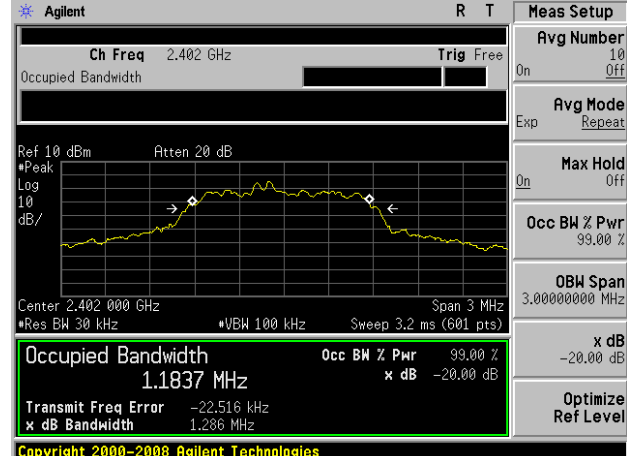 Agilent R T
Ch Freq 2.402 GHz Trig Free
Occupied Bandwidth
Ref 10 dBm Atten 20 dB
#Peak
Log
10
dB/
Center 2.402 000 GHz Span 3 MHz
#Res BW 30 kHz #VBW 100 kHz Sweep 3.2 ms (601 pts)
Occupied Bandwidth Occ BW % Pwr 99.00 %
1.1837 MHz x dB -20.00 dB
Transmit Freq Error -22.516 kHz
x dB Bandwidth 1.286 MHz
Copyright 2000-2008 Agilent Technologies
Meas Setup
Avg Number
10
On Off
Avg Mode
Exp Repeat
Max Hold
On Off
Occ BW % Pwr
99.00 %
OBW Span
3.00000000 MHz
x dB
-20.00 dB
Optimize
Ref Level